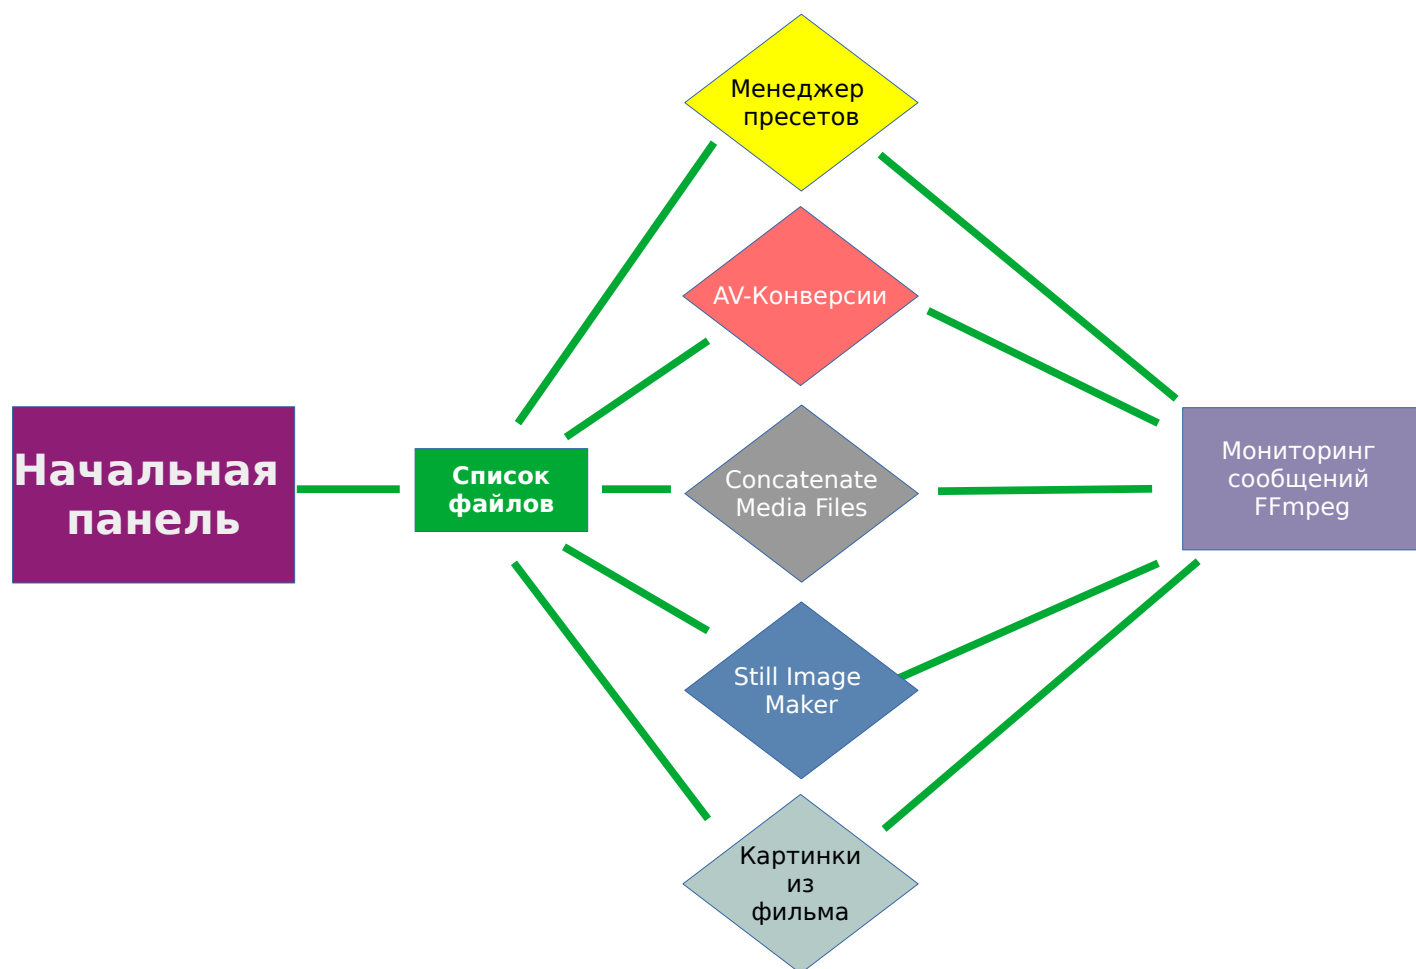 Начальная
панель
Список
файлов
Менеджер
пресетов
AV-Конверсии
Concatenate
Media Files
Still Image
Maker
Картинки
из
фильма
Мониторинг
сообщений
FFmpeg